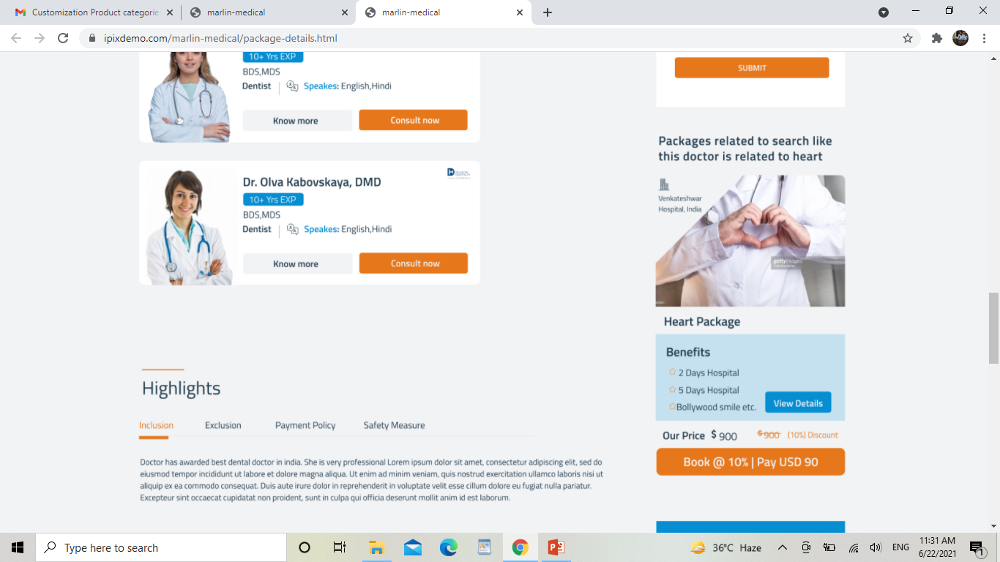 Customization Product categorie
marlin-medical
marlin-medical
ipixdemo.com/marlin-medical/package-details.html
10+ Yrs EXP
BDS,MDS
Dentist
Speakes: English,Hindi
Know more
Consult now
Dr. Olva Kabovskaya, DMD
10+ Yrs EXP
BDS,MDS
Dentist
Speakes: English,Hindi
Know more
Consult now
Highlights
Inclusion
Exclusion
Payment Policy
Safety Measure
Doctor has awarded best dental doctor in india. She is very professional Lorem ipsum dolor sit amet, consectetur adipiscing elit, sed do
eiusmod tempor incididunt ut labore et dolore magna aliqua. Ut enim ad minim veniam, quis nostrud exercitation ullamco laboris nisi ut
aliquip ex ea commodo consequat. Duis aute irure dolor in reprehenderit in voluptate velit esse cillum dolore eu fugiat nulla pariatur.
Excepteur sint occaecat cupidatat non proident, sunt in culpa qui officia deserunt mollit anim id est laborum.
SUBMIT
Packages related to search like
this doctor is related to heart
Venkateshwar
Hospital, India
gettyimages
Heart Package
Benefits
2 Days Hospital
5 Days Hospital
Bollywood smile etc.
View Details
Our Price $ 900
$ 900
(10%) Discount
Book @ 10% | Pay USD 90
Type here to search
36°C Haze
ENG
11:31 AM
6/22/2021
1